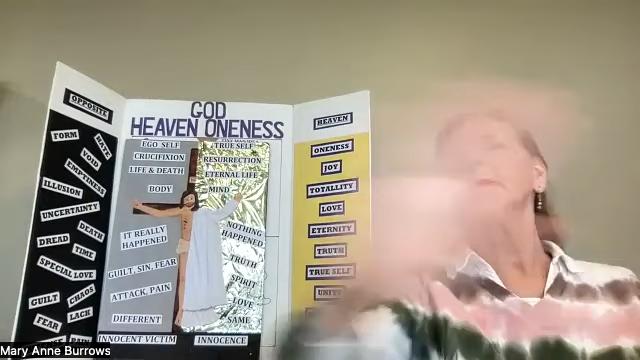 OPPOSITE
FORM
HATE
VOID
EMPTINESS
ILLUSION
UNCERTAINTY
DEATH
DREAD
TIME
SPECIAL LOVE
GUILT
CHAOS
LACK
FEAR
GOD
HEAVEN ONENESS
EGO SELF
CRUCIFIXION
LIFE & DEATH
BODY
IT REALLY
HAPPENED
GUILT, SIN, FEAR
ATTACK, PAIN
DIFFERENT
INNOCENT VICTIM
TRUE SELF
RESURRECTION
ETERNAL LIFE
MIND
NOTHING
HAPPENED
TRUTH
SPIRIT
LOVE
SAME
INNOCENCE
HEAVEN
ONENESS
JOY
TOTALLITY
LOVE
ETERNITY
TRUTH
TRUE SELF
UNITY
Mary Anne Burrows